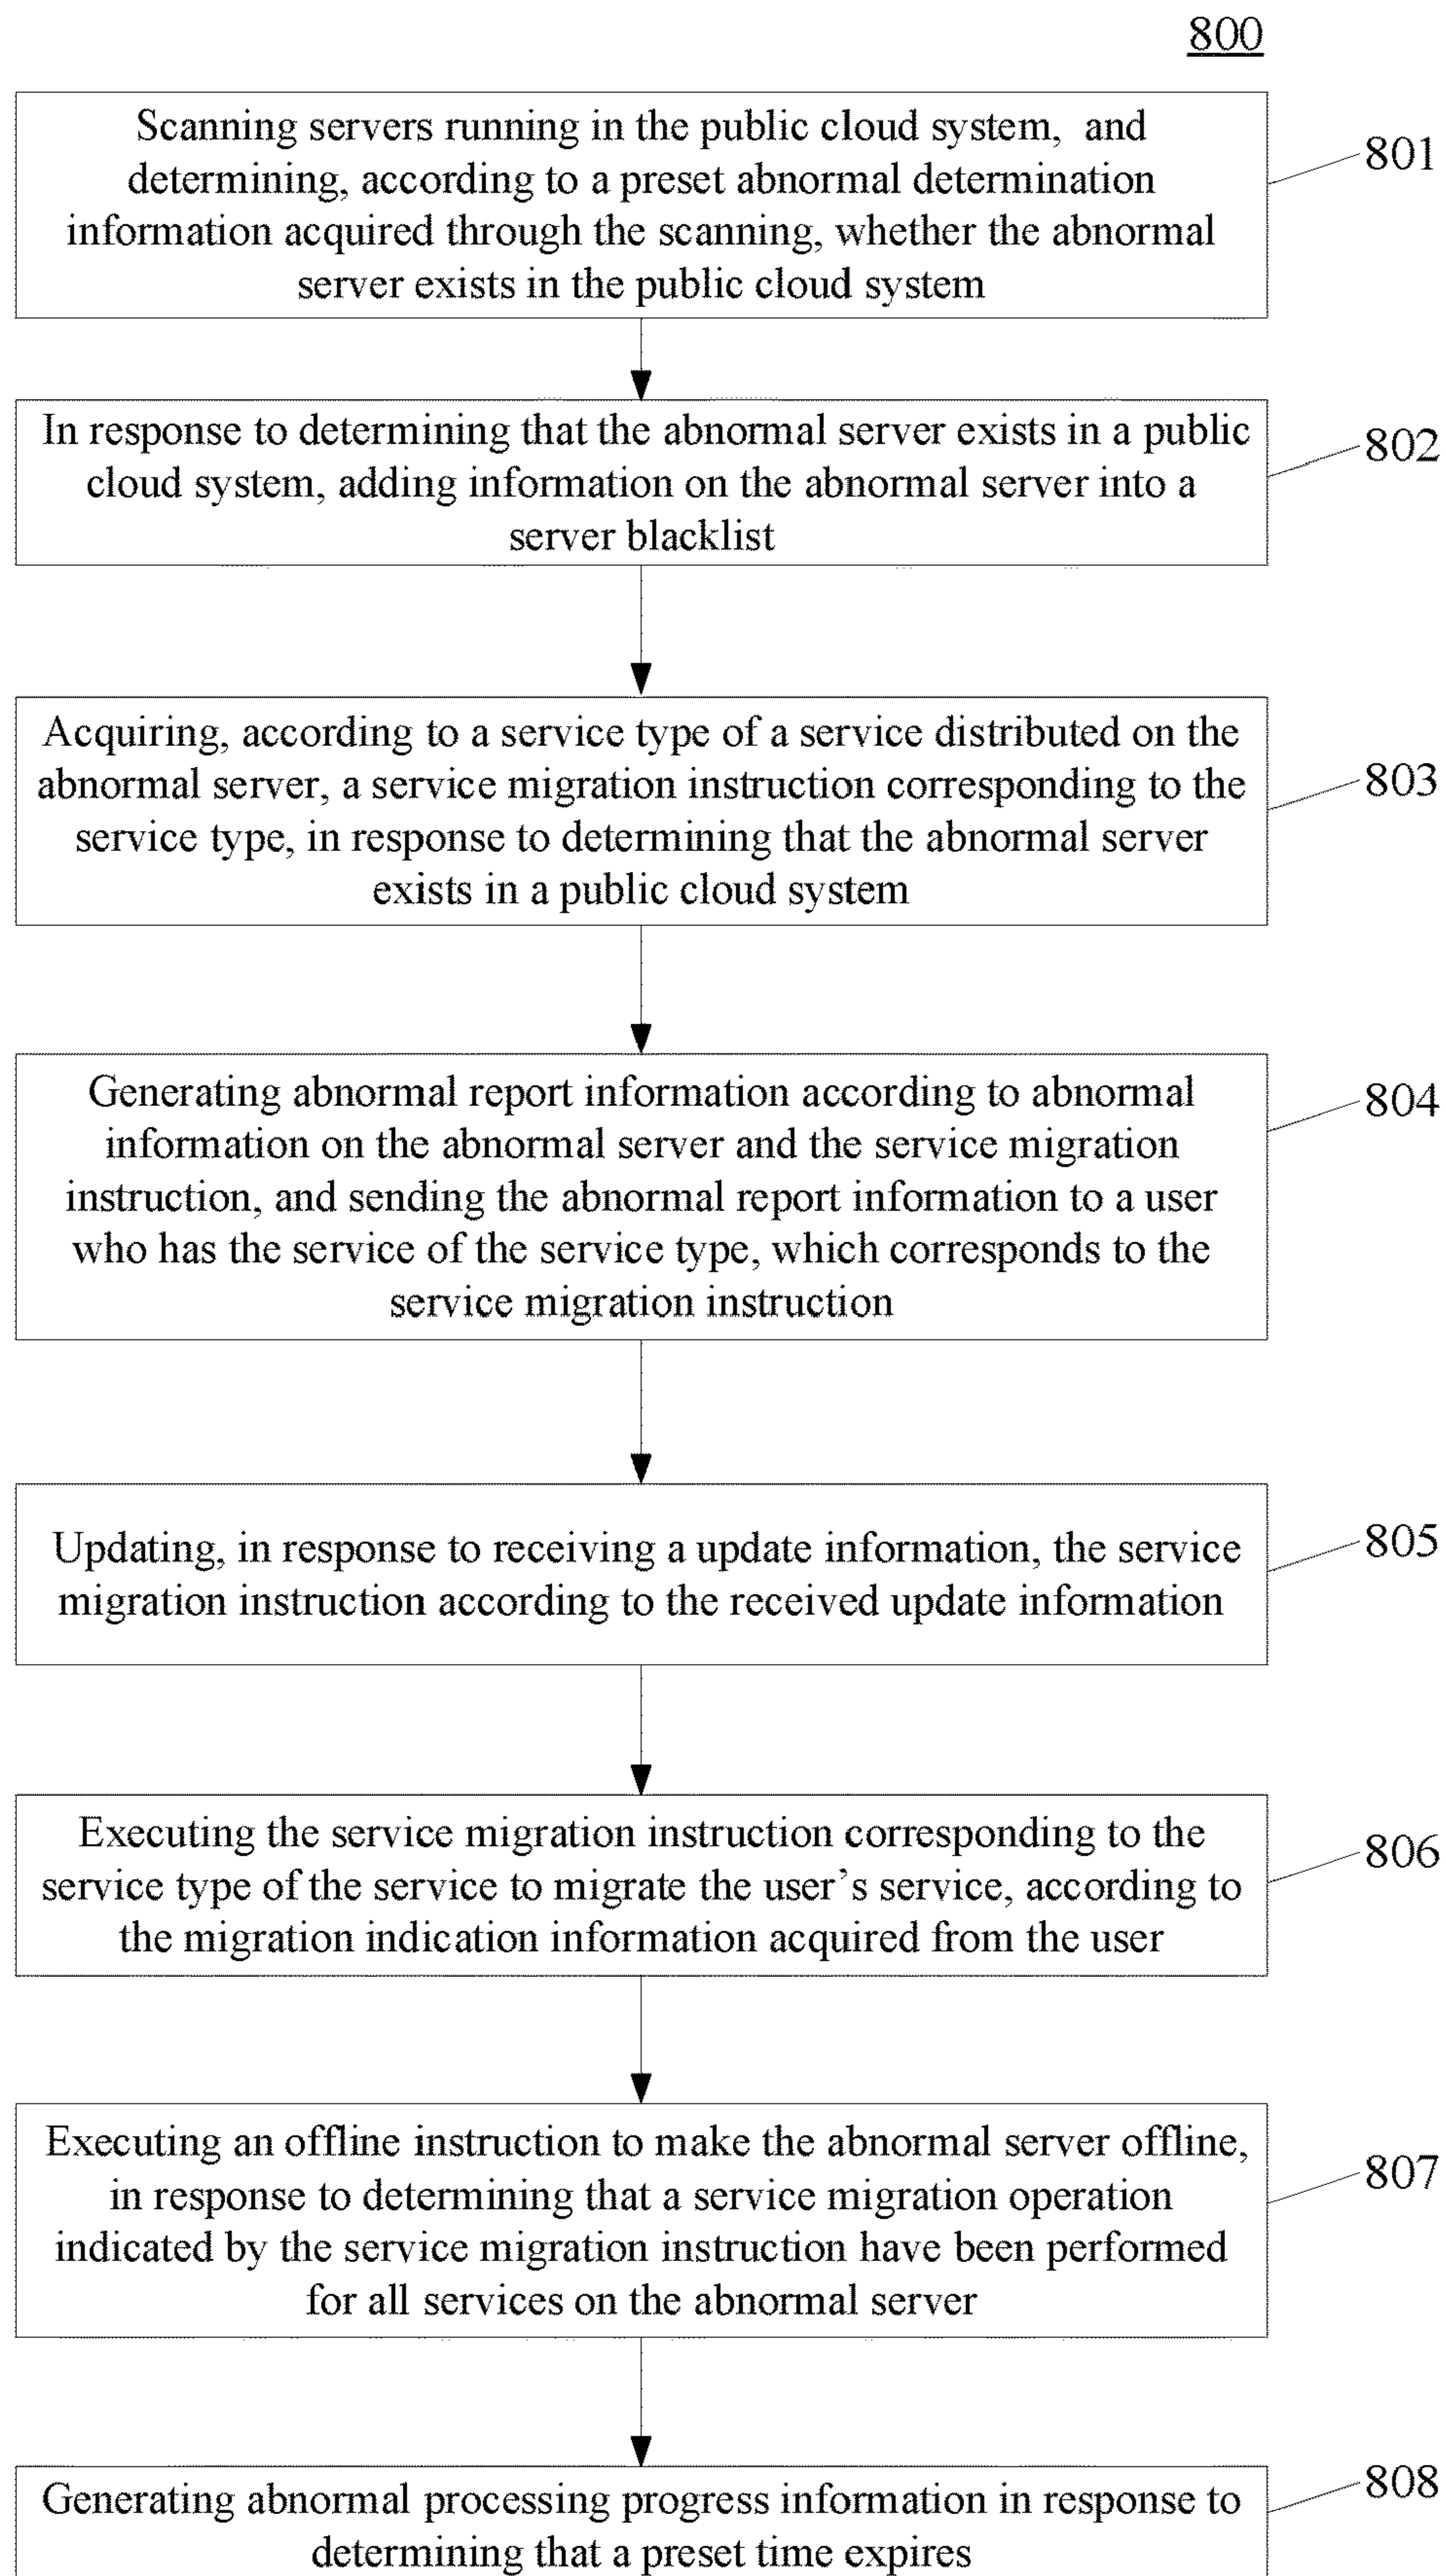 800
Scanning servers running in the public cloud system, and
determining, according to a preset abnormal determination
information acquired through the scanning, whether the abnormal
server exists in the public cloud system
801
In response to determining that the abnormal server exists in a public
cloud system, adding information on the abnormal server into a
server blacklist
802
Acquiring, according to a service type of a service distributed on the
abnormal server, a service migration instruction corresponding to the
service type, in response to determining that the abnormal server
exists in a public cloud system
803
Generating abnormal report information according to abnormal
information on the abnormal server and the service migration
instruction, and sending the abnormal report information to a user
who has the service of the service type, which corresponds to the
service migration instruction
804
Updating, in response to receiving a update information, the service
migration instruction according to the received update information
805
Executing the service migration instruction corresponding to the
service type of the service to migrate the user’s service, according to
the migration indication information acquired from the user
806
Executing an offline instruction to make the abnormal server offline,
in response to determining that a service migration operation
indicated by the service migration instruction have been performed
for all services on the abnormal server
807
Generating abnormal processing progress information in response to
determining that a preset time expires
808